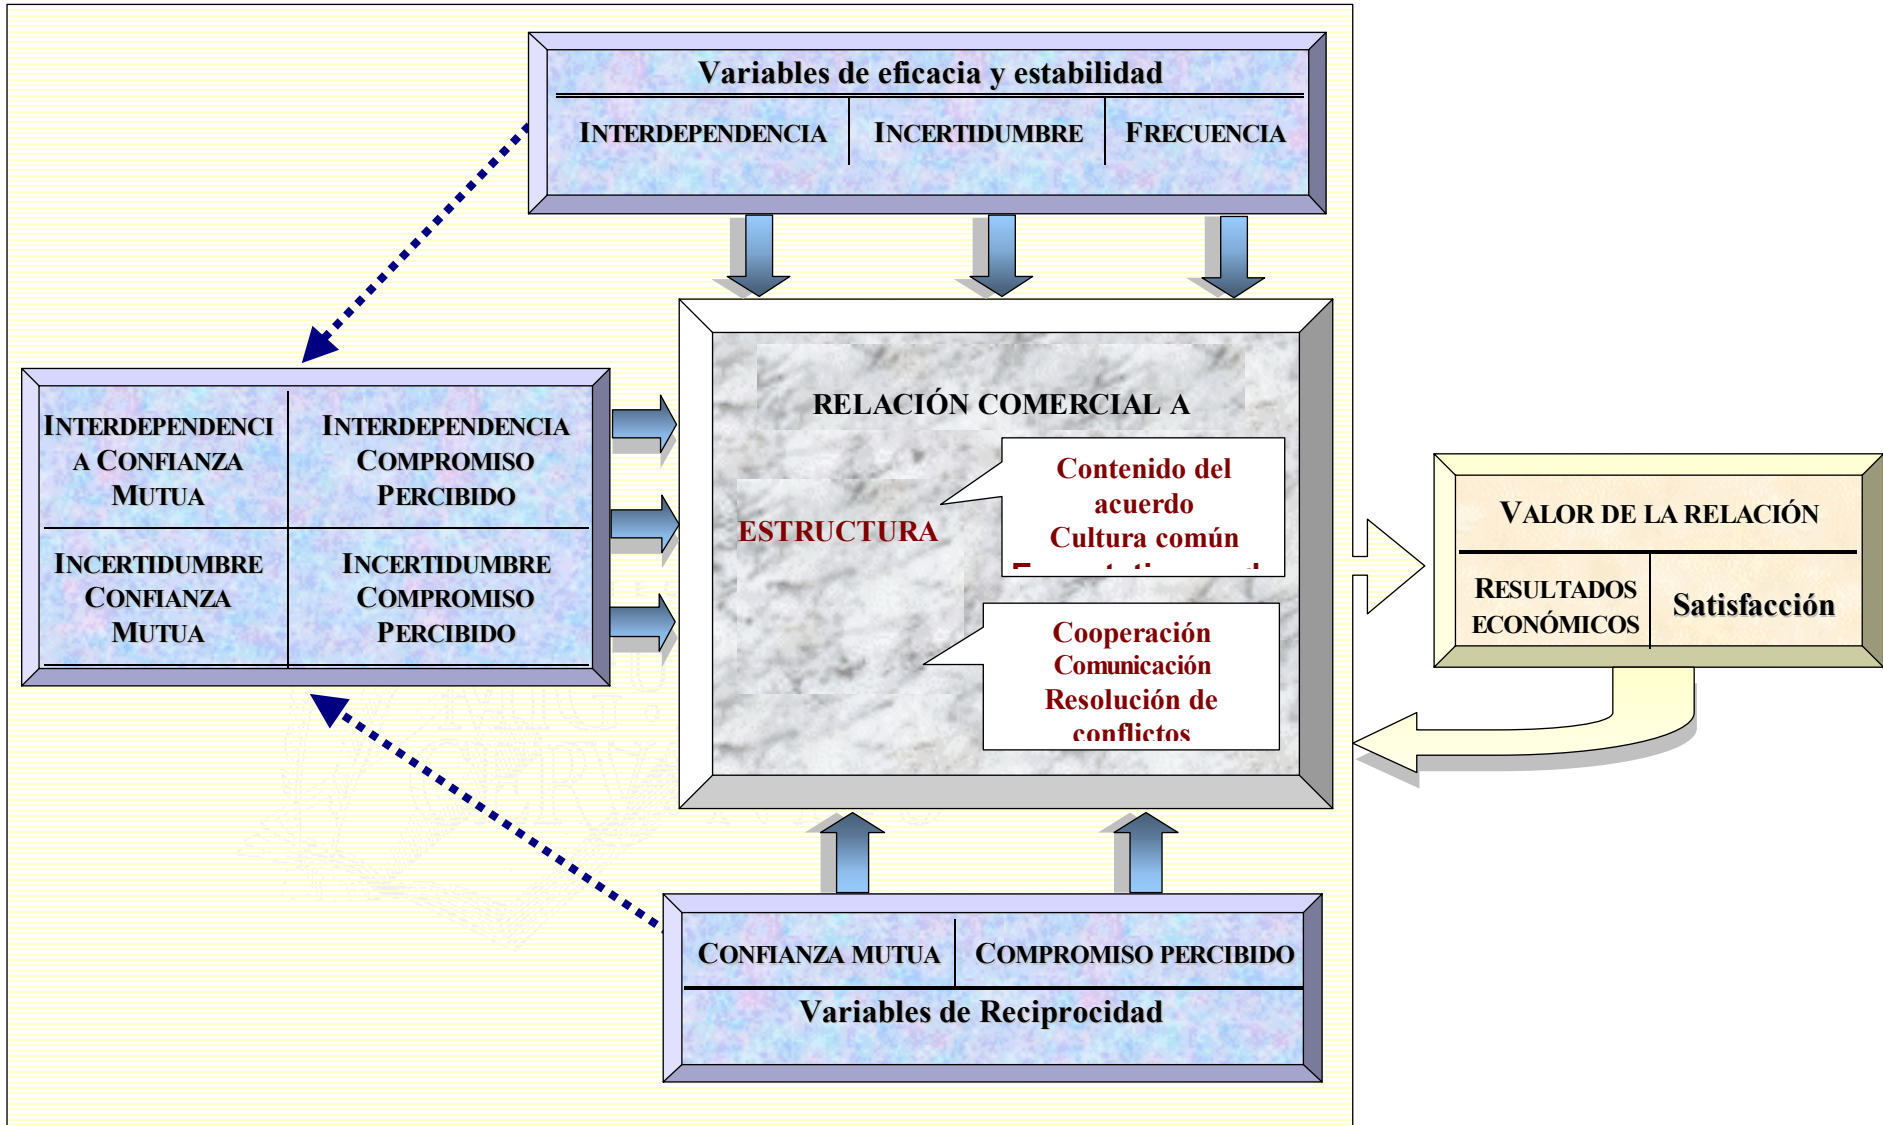 Variables de eficacia y estabilidad
INTERDEPENDENCIA
INCERTIDUMBRE
FRECUENCIA
INTERDEPENDENCI
A CONFIANZA
MUTUA
INTERDEPENDENCIA
COMPROMISO
PERCIBIDO
INCERTIDUMBRE
CONFIANZA
MUTUA
INCERTIDUMBRE
COMPROMISO
PERCIBIDO
RELACIÓN COMERCIAL A
ESTRUCTURA
Contenido del
acuerdo
Cultura común
Cooperación
Comunicación
Resolución de
conflictos
VALOR DE LA RELACIÓN
RESULTADOS
ECONÓMICOS
Satisfacción
CONFIANZA MUTUA
COMPROMISO PERCIBIDO
Variables de Reciprocidad